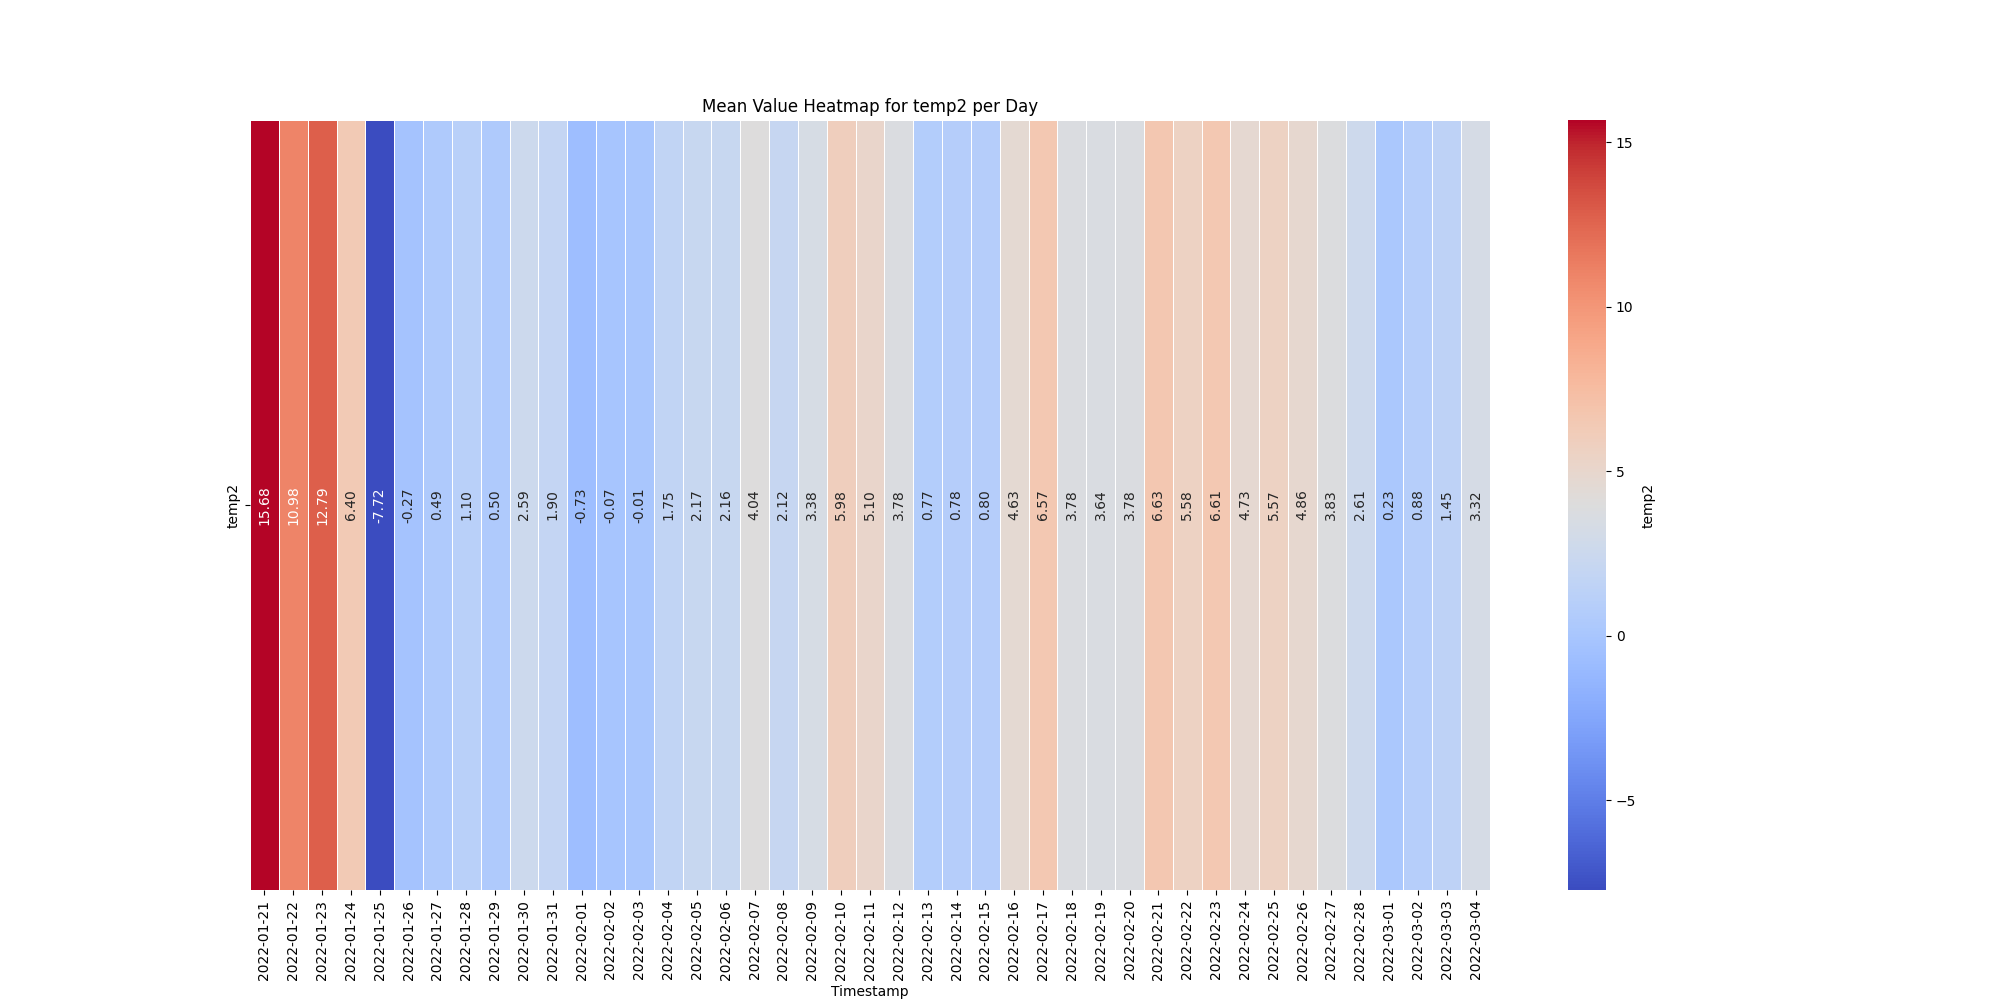 Mean Value Heatmap for temp2 per Day
temp2
15.68 10.98 12.79 6.40 -7.72 -0.27 0.49 1.10 0.50 2.59 1.90 -0.73 -0.07 -0.01 1.75 2.17 2.16 4.04 2.12 3.38 5.98 5.10 3.78 0.77 0.78 0.80 4.63 6.57 3.78 3.64 3.78 6.63 5.58 6.61 4.73 5.57 4.86 3.83 2.61 0.23 0.88 1.45 3.32
2022-01-21 2022-01-22 2022-01-23 2022-01-24 2022-01-25 2022-01-26 2022-01-27 2022-01-28 2022-01-29 2022-01-30 2022-01-31 2022-02-01 2022-02-02 2022-02-03 2022-02-04 2022-02-05 2022-02-06 2022-02-07 2022-02-08 2022-02-09 2022-02-10 2022-02-11 2022-02-12 2022-02-13 2022-02-14 2022-02-15 2022-02-16 2022-02-17 2022-02-18 2022-02-19 2022-02-20 2022-02-21 2022-02-22 2022-02-23 2022-02-24 2022-02-25 2022-02-26 2022-02-27 2022-02-28 2022-03-01 2022-03-02 2022-03-03 2022-03-04
Timestamp
15
10
5
0
−5
temp2